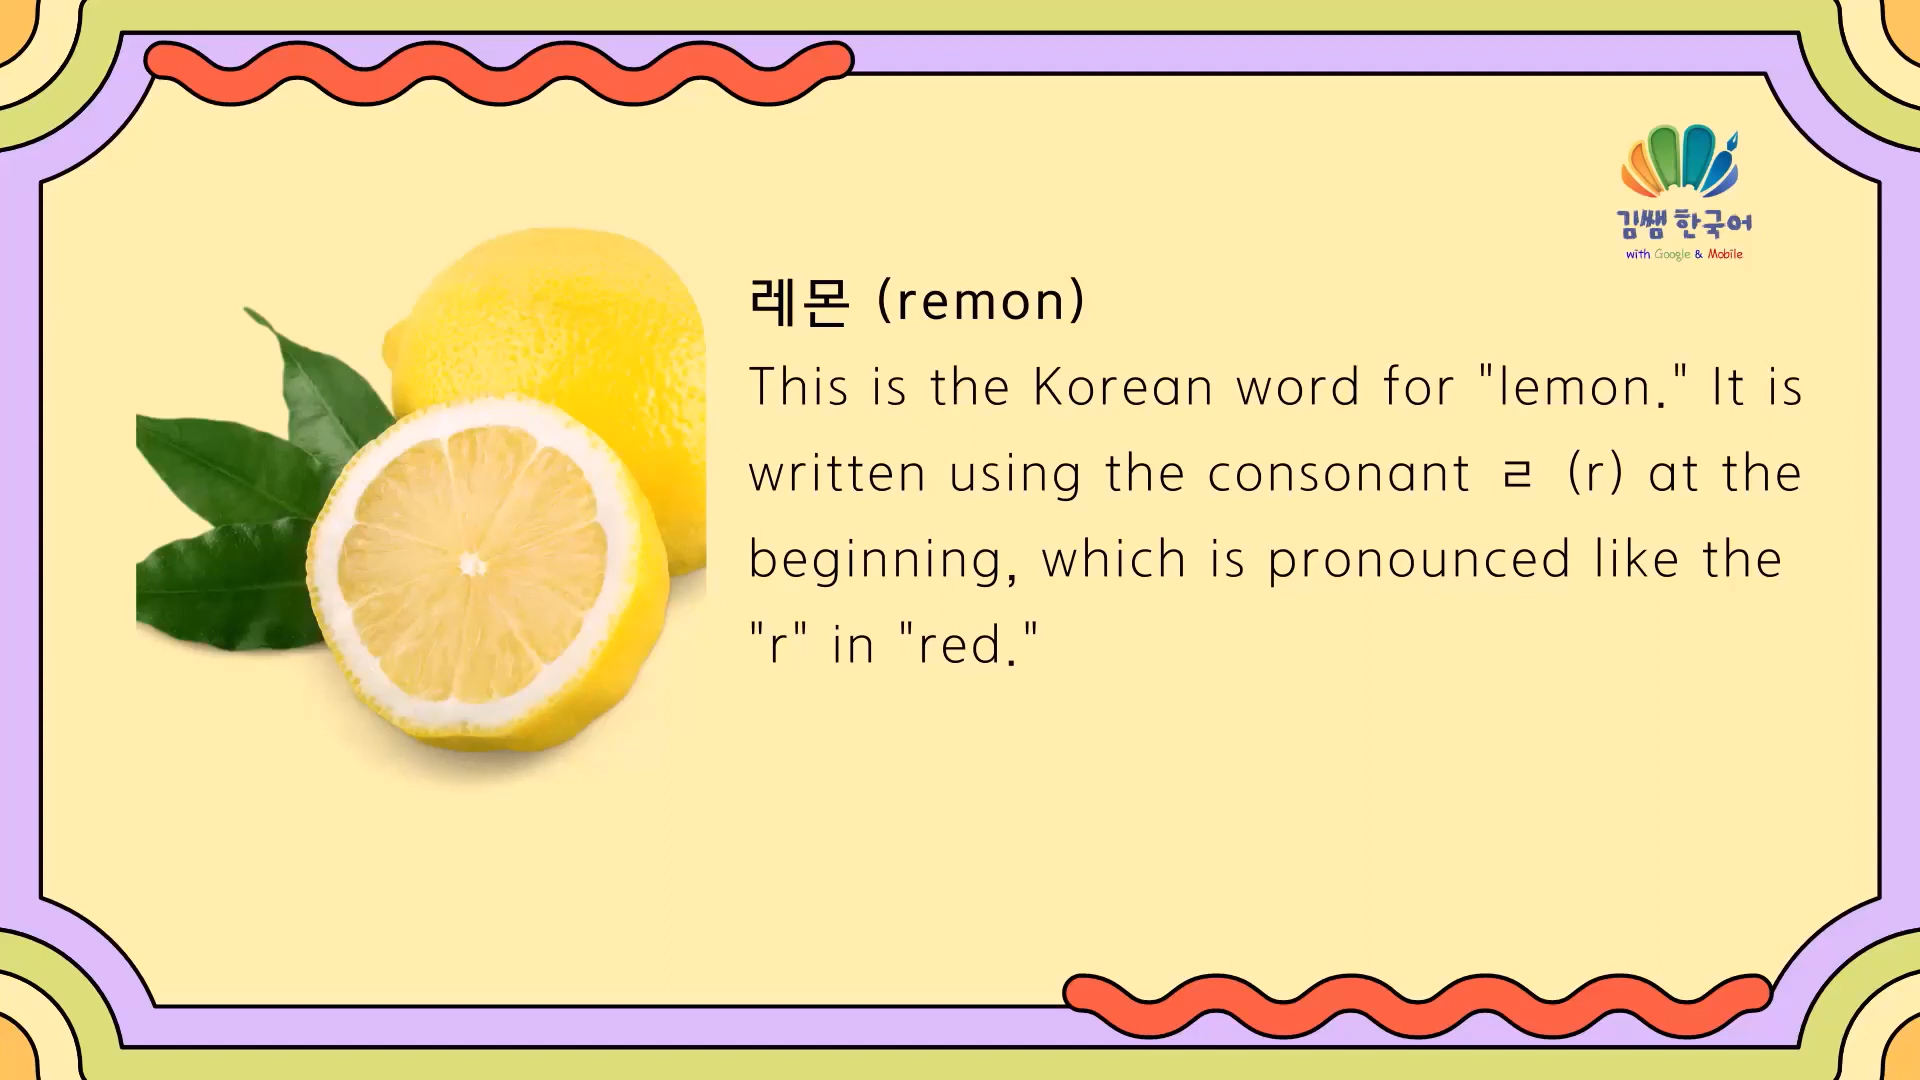 김쌤 한국어
with Google & Mobile
레몬 (remon)
This is the Korean word for "lemon." It is
written using the consonant ㄹ (r) at the
beginning, which is pronounced like the
"r" in "red."